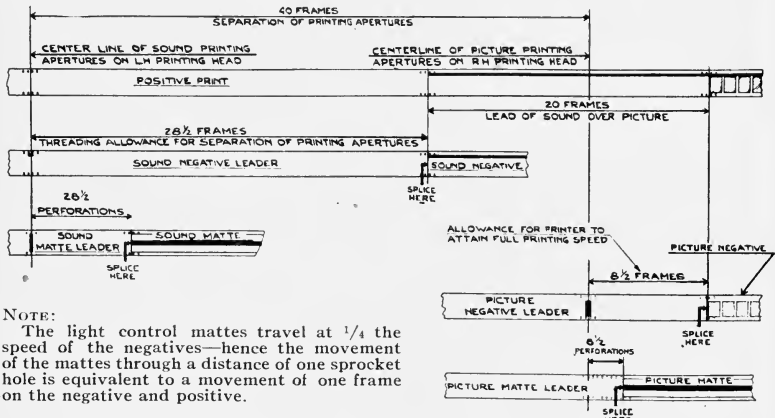 40 FRAMES
SEPARATION OF PRINTING APERTURES
CENTER LINE OF SOUND PRINTING
APERTURES ON LH PRINTING HEAD
CENTERLINE OF PICTURE PRINTING
APERTURES ON RH PRINTING HEAD
POSITIVE PRINT
20 FRAMES
LEAD OF SOUND OVER PICTURE
28½ FRAMES
THREADING ALLOWANCE FOR SEPARATION OF PRINTING APERTURES
SOUND NEGATIVE LEADER
SOUND NEGATIVE
SPLICE
HERE
28½
PERFORATIONS
SOUND
MATTE LEADER
SOUND MATTE
SPLICE
HERE
ALLOWANCE FOR PRINTER TO
ATTAIN FULL PRINTING SPEED
PICTURE NEGATIVE
8½ FRAMES
PICTURE
NEGATIVE LEADER
SPLICE
HERE
8½
PERFORATIONS
PICTURE MATTE LEADER
PICTURE MATTE
SPLICE
HERE
NOTE:
The light control mattes travel at 1/4 the
speed of the negatives—hence the movement
of the mattes through a distance of one sprocket
hole is equivalent to a movement of one frame
on the negative and positive.